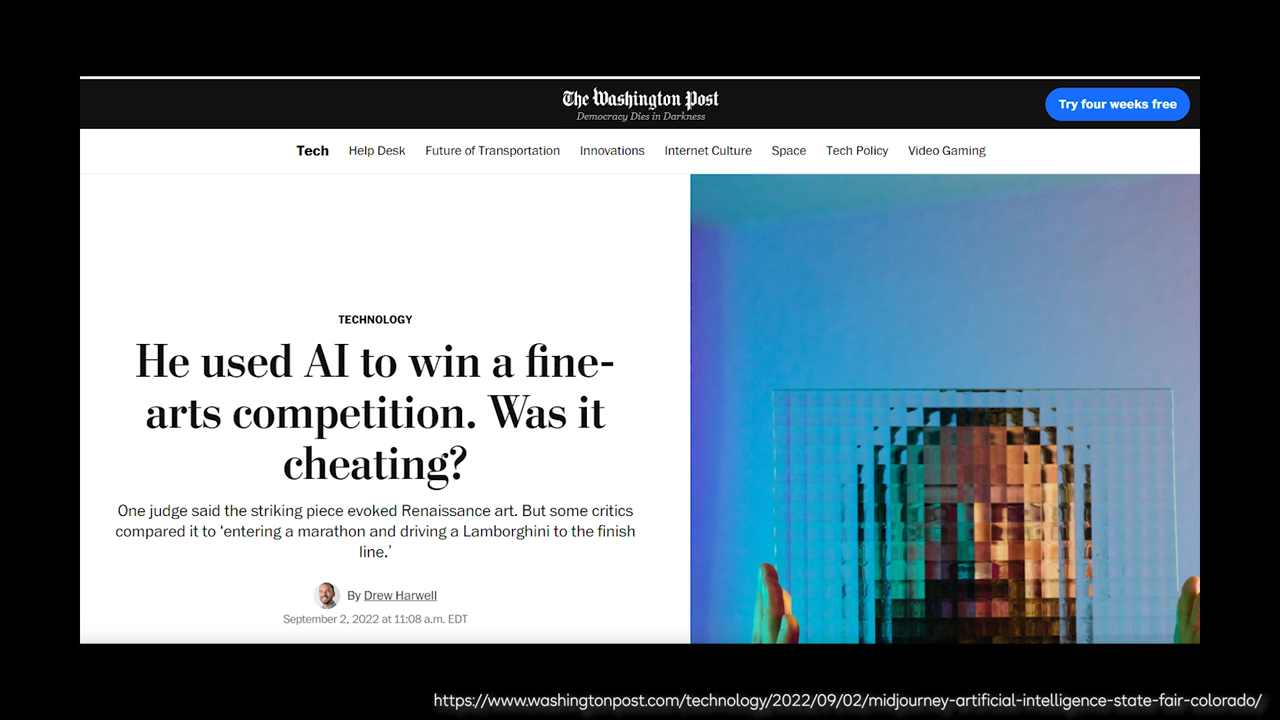 The Washington Post
Democracy Dies in Darkness
Try four weeks free
Tech Help Desk Future of Transportation Innovations Internet Culture Space Tech Policy Video Gaming
TECHNOLOGY
He used AI to win a fine-
arts competition. Was it
cheating?
One judge said the striking piece evoked Renaissance art. But some critics
compared it to ‘entering a marathon and driving a Lamborghini to the finish
line.’
By Drew Harwell
September 2, 2022 at 11:08 a.m. EDT
https://www.washingtonpost.com/technology/2022/09/02/midjourney-artificial-intelligence-state-fair-colorado/